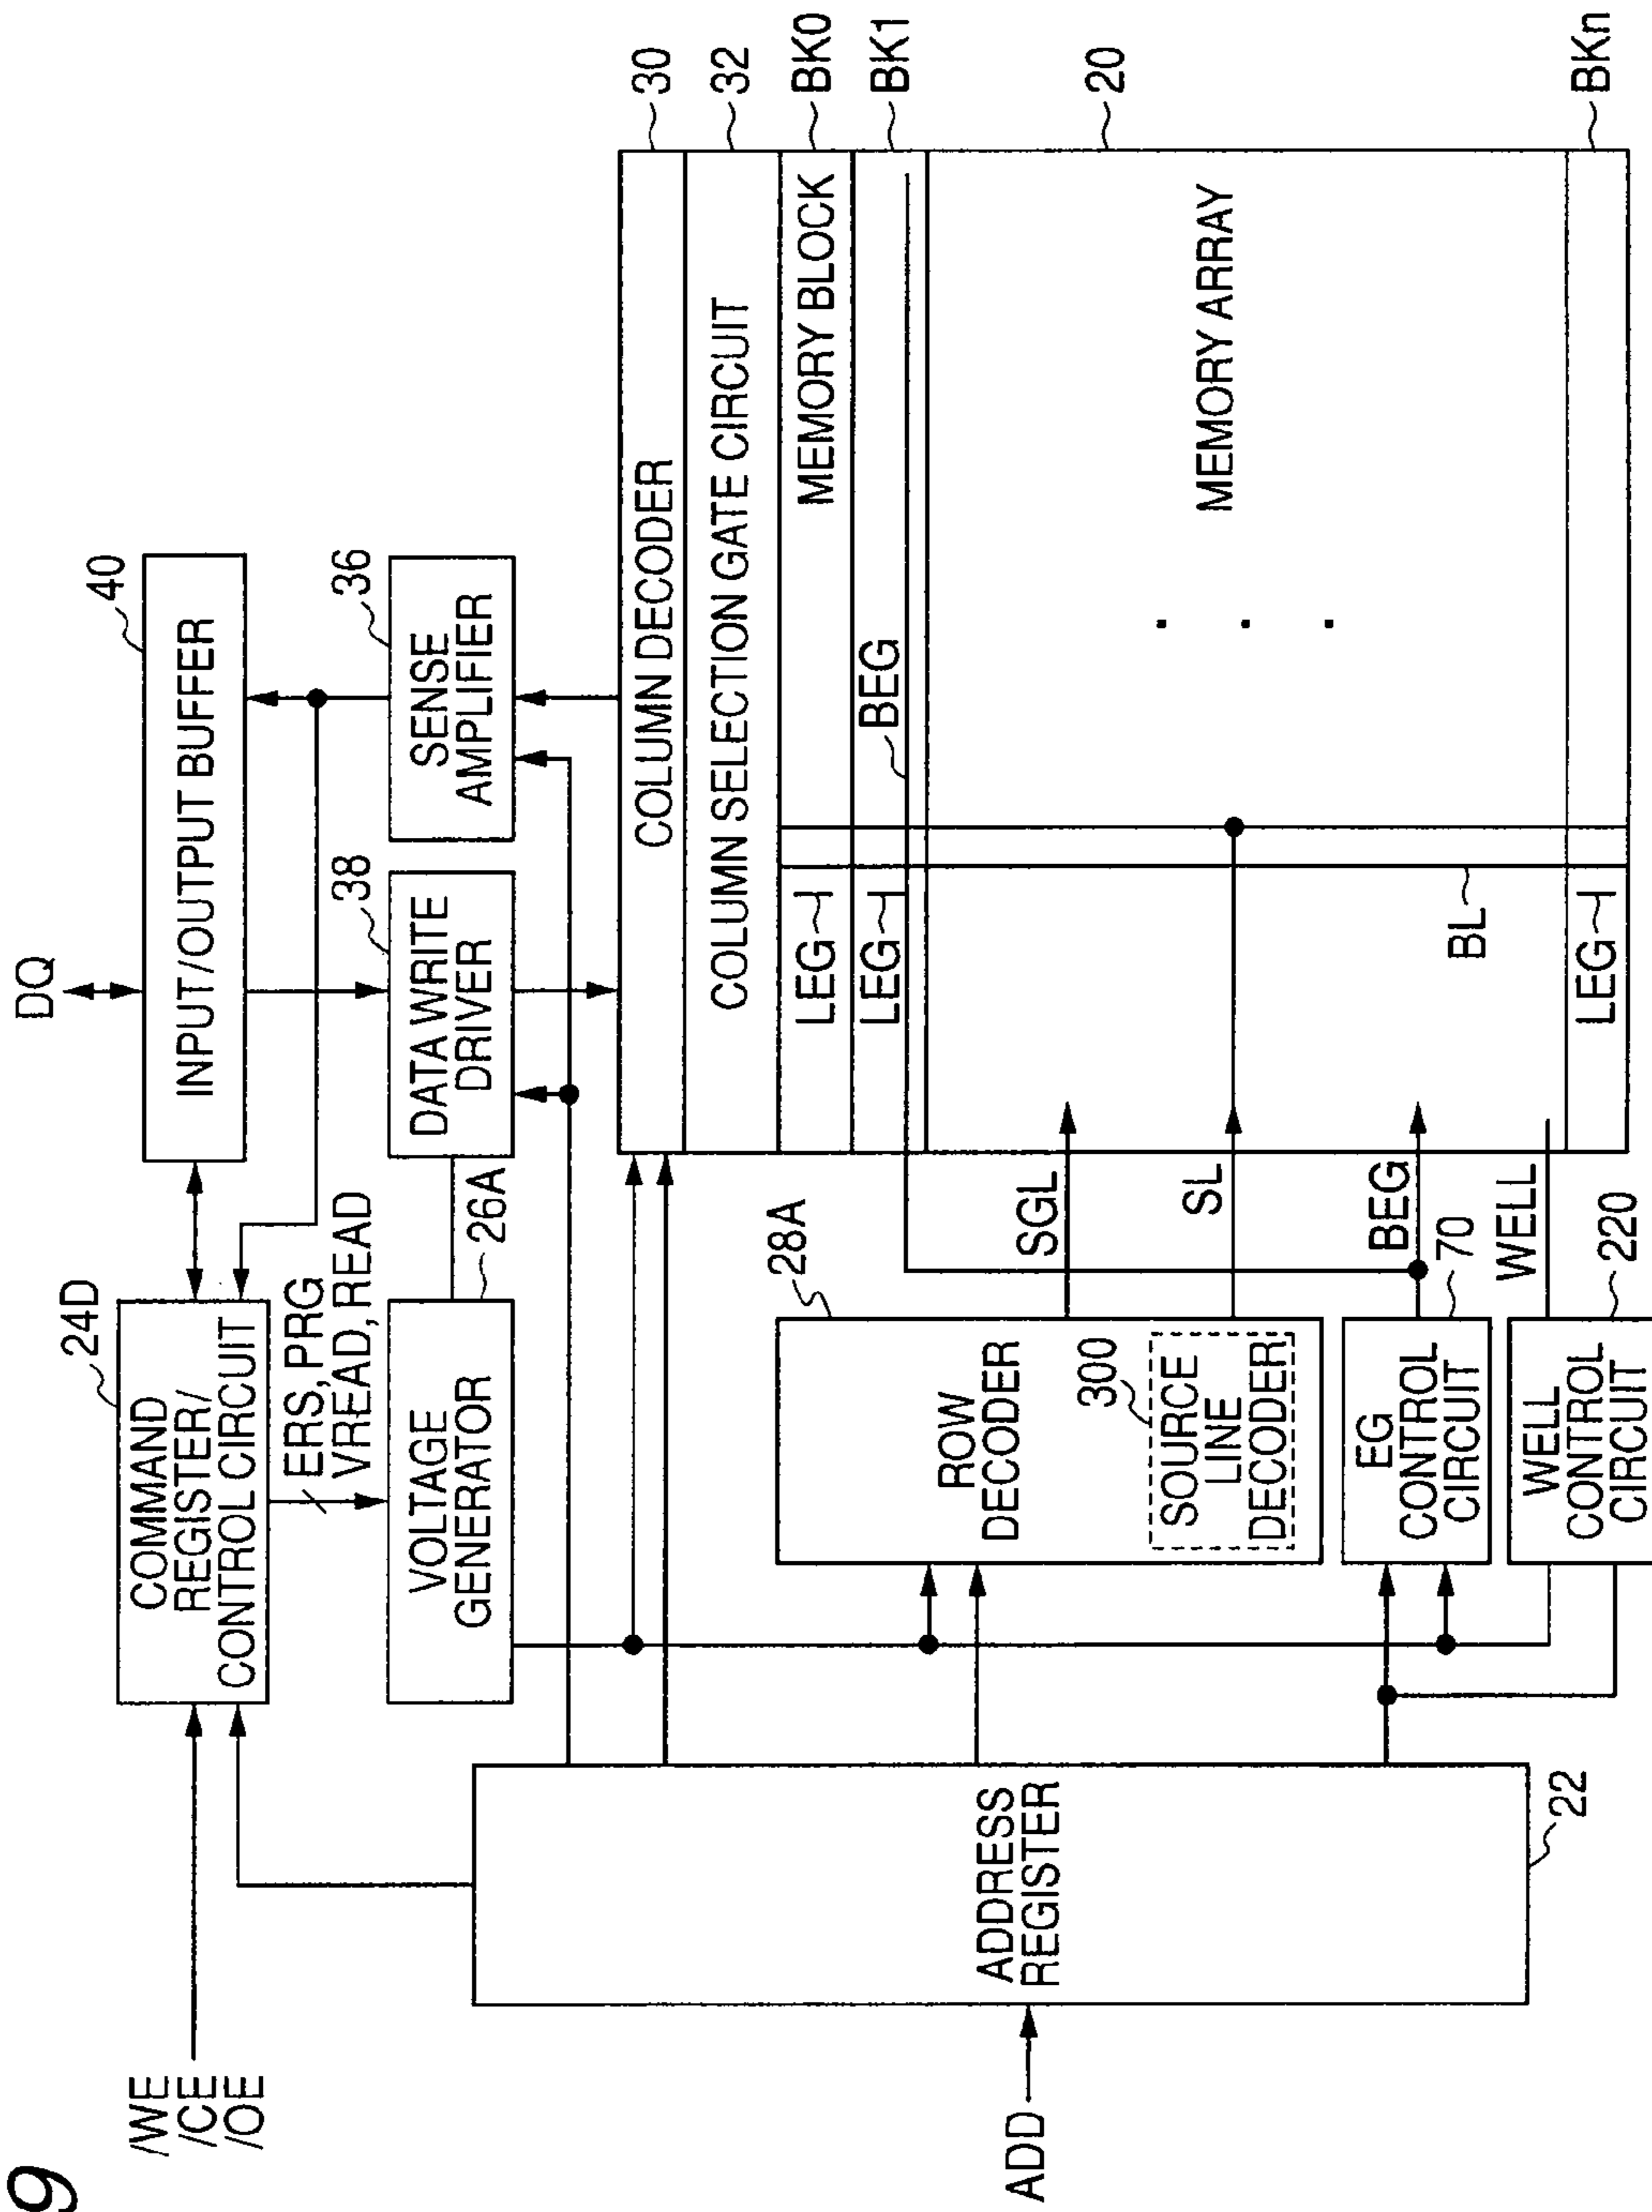 9
/WE
/CE
/OE
DQ
24D
COMMAND
REGISTER/
CONTROL CIRCUIT
40
INPUT/OUTPUT BUFFER
ERS, PRG
VREAD, READ
26A
VOLTAGE
GENERATOR
38
DATA WRITE
DRIVER
36
SENSE
AMPLIFIER
ADD
ADDRESS
REGISTER
22
28A
ROW
DECODER
300
SOURCE
LINE
DECODER
EG
CONTROL
CIRCUIT
70
WELL
CONTROL
CIRCUIT
220
SGL
SL
BEG
WELL
COLUMN DECODER
30
COLUMN SELECTION GATE CIRCUIT
32
LEG
MEMORY BLOCK
BK0
LEG
BEG
BK1
MEMORY ARRAY
20
BL
LEG
BKn